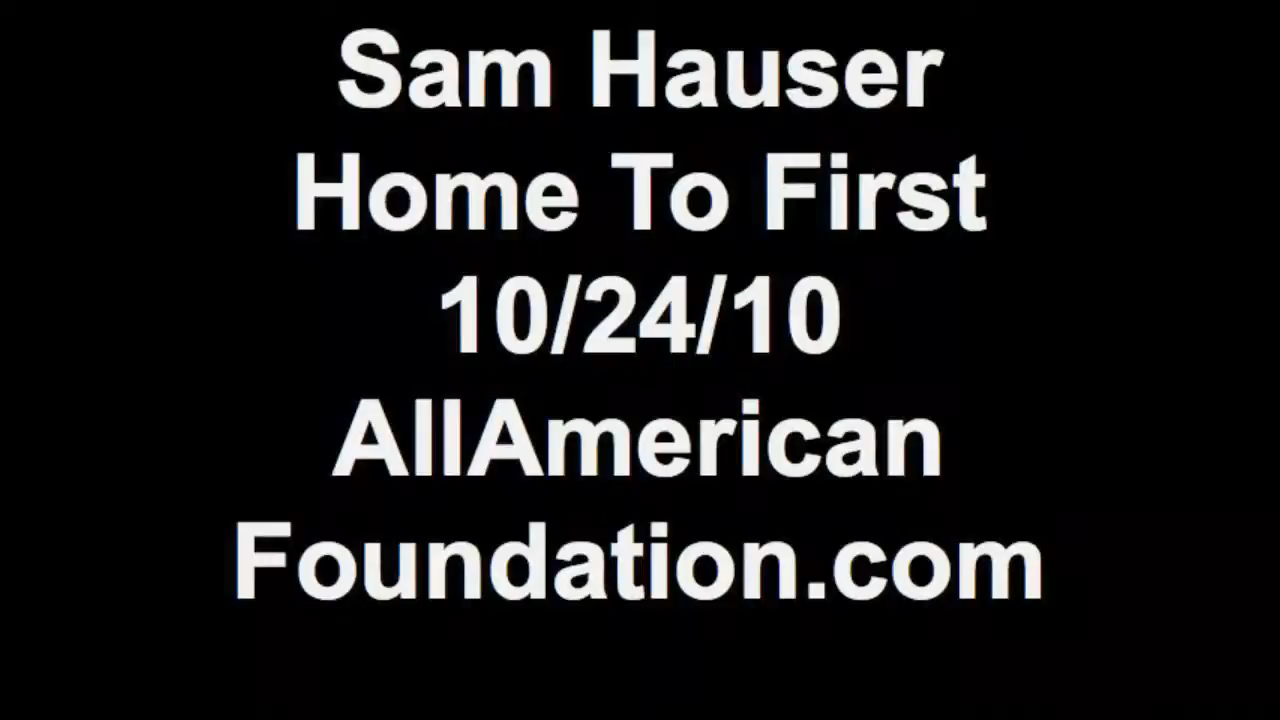 Sam Hauser
Home To First
10/24/10
AllAmerican
Foundation.com